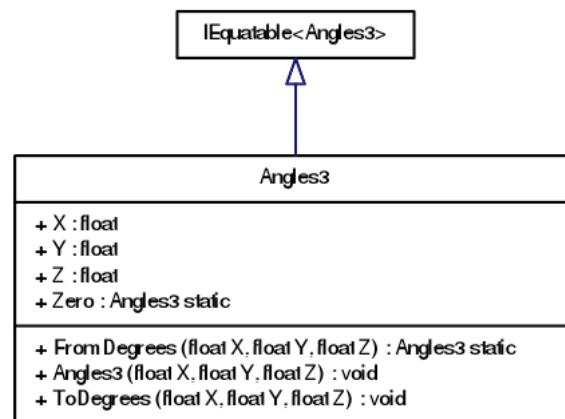 IEquatable<Angles3>
Angles3
+ X : float
+ Y : float
+ Z : float
+ Zero : Angles3 static
+ FromDegrees (float X, float Y, float Z) : Angles3 static
+ Angles3 (float X, float Y, float Z) : void
+ ToDegrees (float X, float Y, float Z) : void